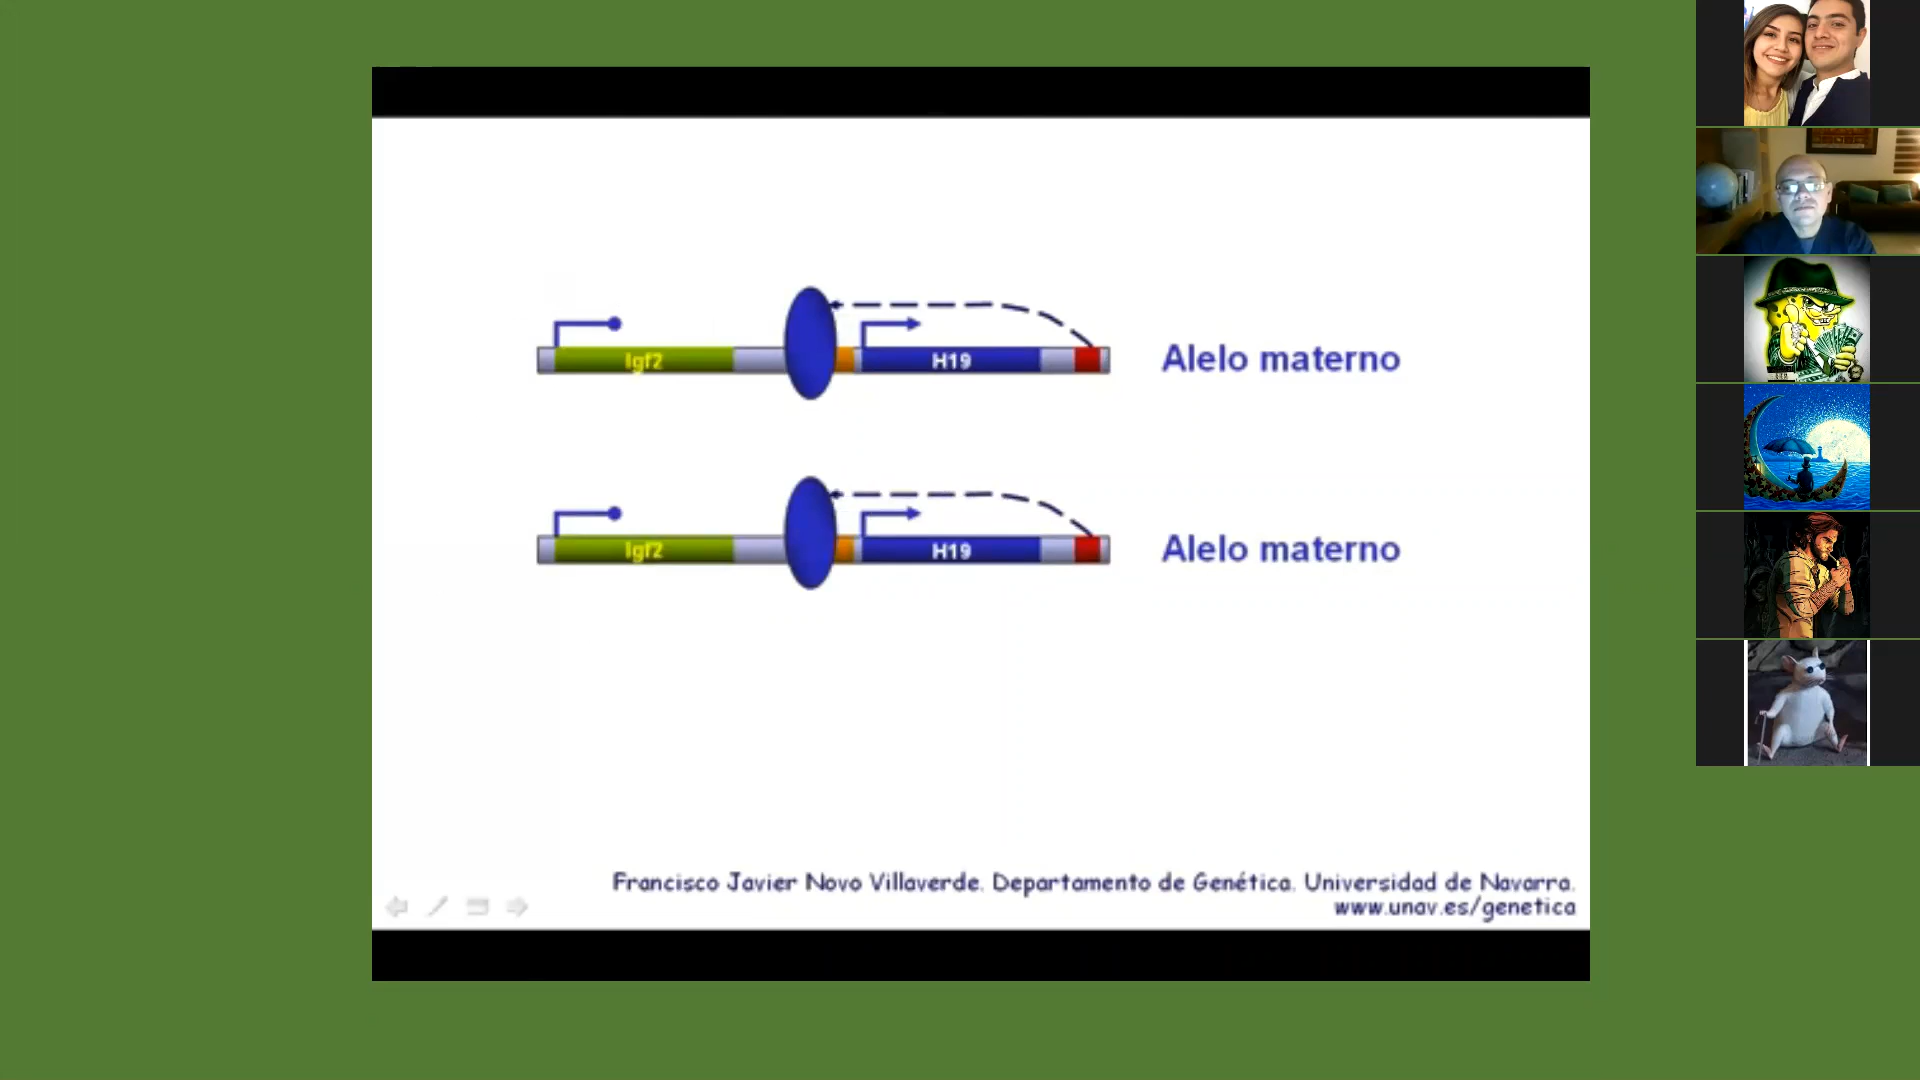 Igf2
H19
Alelo materno
Igf2
H19
Alelo materno
Francisco Javier Novo Villaverde. Departamento de Genética. Universidad de Navarra.
www.unav.es/genetica